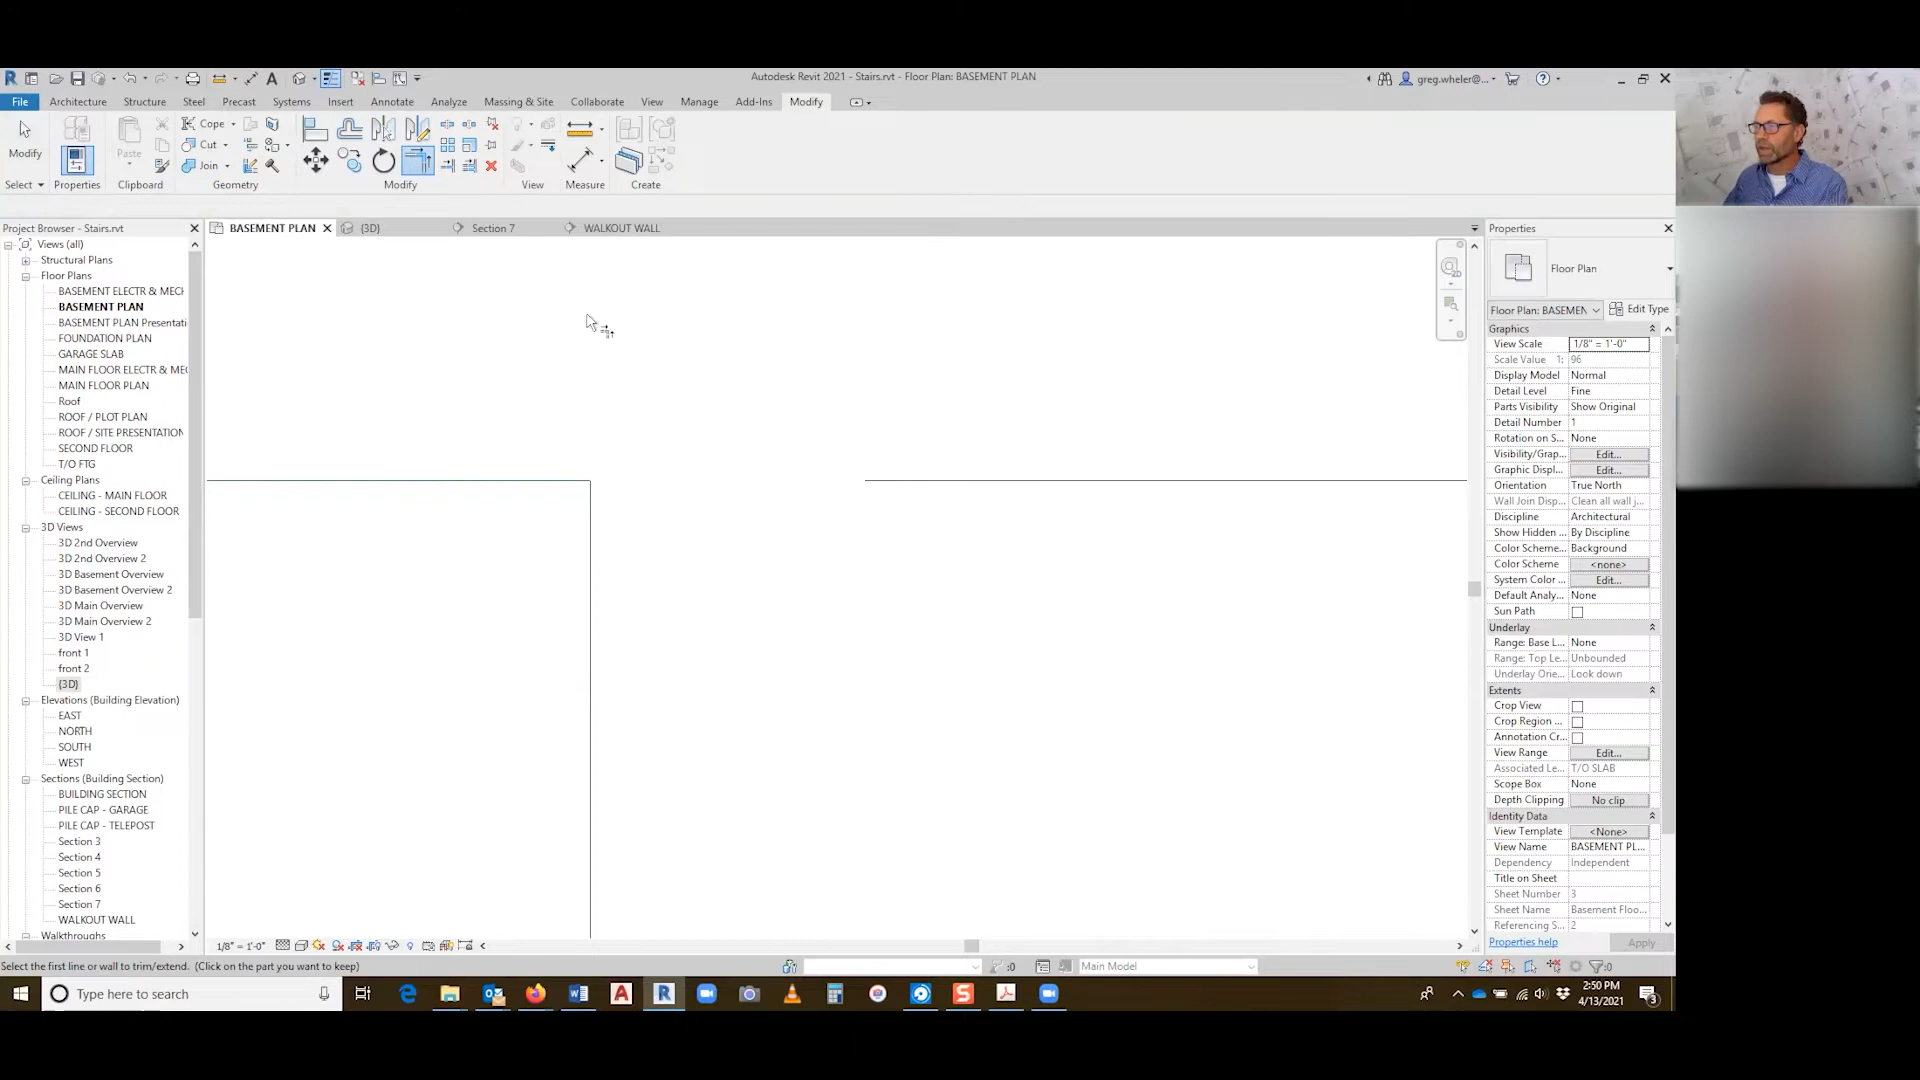 Autodesk Revit 2021 - Stairs.rvt - Floor Plan: BASEMENT PLAN
greg.wheler@...
File Architecture Structure Steel Precast Systems Insert Annotate Analyze Massing & Site Collaborate View Manage Add-Ins Modify
Modify
Paste
Cope
Cut
Join
Select Properties Clipboard Geometry Modify View Measure Create
Project Browser - Stairs.rvt
BASEMENT PLAN {3D} Section 7 WALKOUT WALL
Views (all)
Structural Plans
Floor Plans
BASEMENT ELECTR & MECH
BASEMENT PLAN
BASEMENT PLAN Presentati
FOUNDATION PLAN
GARAGE SLAB
MAIN FLOOR ELECTR & MEC
MAIN FLOOR PLAN
Roof
ROOF / PLOT PLAN
ROOF / SITE PRESENTATION
SECOND FLOOR
T/O FTG
Ceiling Plans
CEILING - MAIN FLOOR
CEILING - SECOND FLOOR
3D Views
3D 2nd Overview
3D 2nd Overview 2
3D Basement Overview
3D Basement Overview 2
3D Main Overview
3D Main Overview 2
3D View 1
front 1
front 2
{3D}
Elevations (Building Elevation)
EAST
NORTH
SOUTH
WEST
Sections (Building Section)
BUILDING SECTION
PILE CAP - GARAGE
PILE CAP - TELEPOST
Section 3
Section 4
Section 5
Section 6
Section 7
WALKOUT WALL
Walkthroughs
Properties
Floor Plan
Floor Plan: BASEMEN Edit Type
Graphics
View Scale 1/8" = 1'-0"
Scale Value 1: 96
Display Model Normal
Detail Level Fine
Parts Visibility Show Original
Detail Number 1
Rotation on S... None
Visibility/Grap... Edit...
Graphic Displ... Edit...
Orientation True North
Wall Join Disp... Clean all wall j...
Discipline Architectural
Show Hidden ... By Discipline
Color Scheme... Background
Color Scheme <none>
System Color ... Edit...
Default Analy... None
Sun Path
Underlay
Range: Base L... None
Range: Top Le... Unbounded
Underlay Orie... Look down
Extents
Crop View
Crop Region ...
Annotation Cr...
View Range Edit...
Associated Le... T/O SLAB
Scope Box None
Depth Clipping No clip
Identity Data
View Template <None>
View Name BASEMENT PL...
Dependency Independent
Title on Sheet
Sheet Number 3
Sheet Name Basement Floo...
Referencing S... 2
Properties help Apply
1/8" = 1'-0"
Select the first line or wall to trim/extend. (Click on the part you want to keep)
:0 Main Model :0
Type here to search
2:50 PM
4/13/2021
3